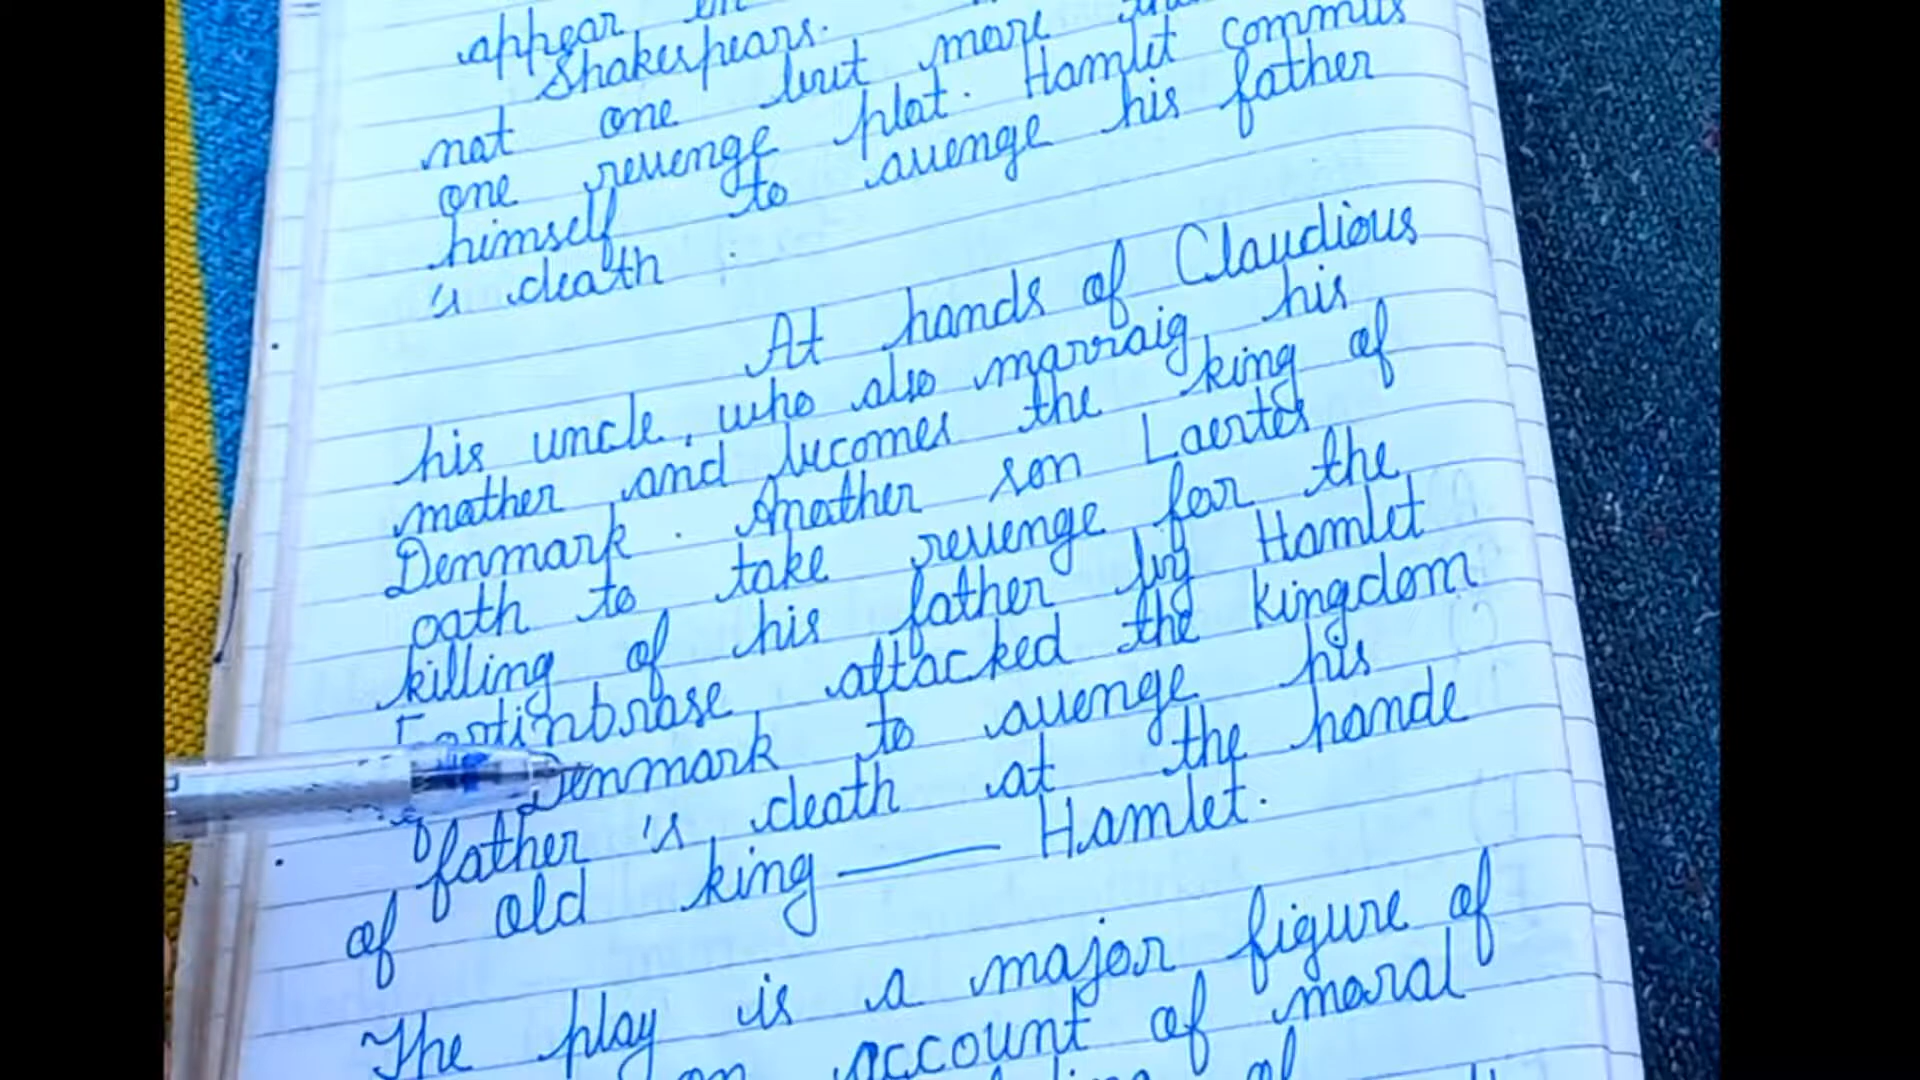 appear in
Shakespears.
not one but more than
one revenge plot. Hamlet commits
himself to avenge his father
's death .
At hands of Claudious
his uncle, who also marraig his
mother and becomes the king of
Denmark . Another son Laertes
oath to take revenge for the
killing of his father by Hamlet
Fortinbrase attacked the kingdom
Denmark to avenge his
father 's death at the hande
of old king — Hamlet.
The play is a major figure of
on account of moral
of